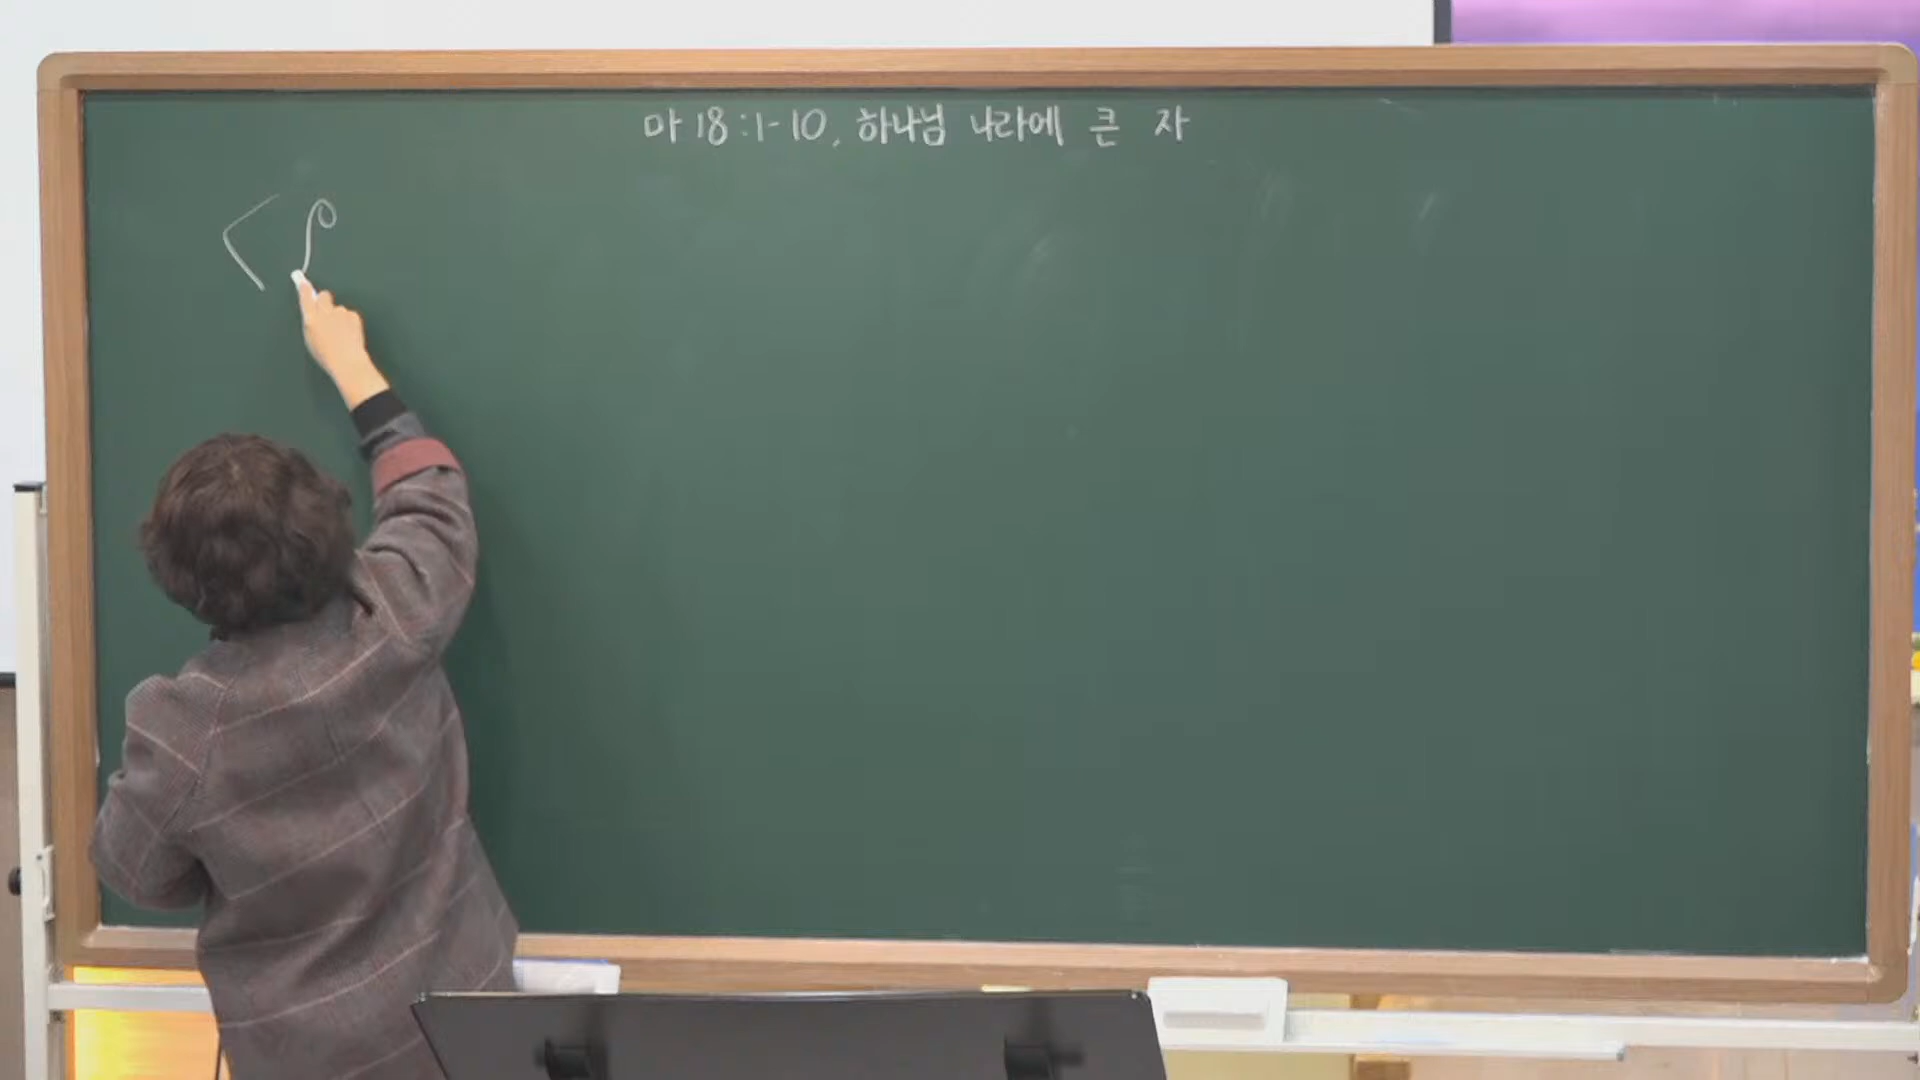 마 18:1-10, 하나님 나라에 큰 자